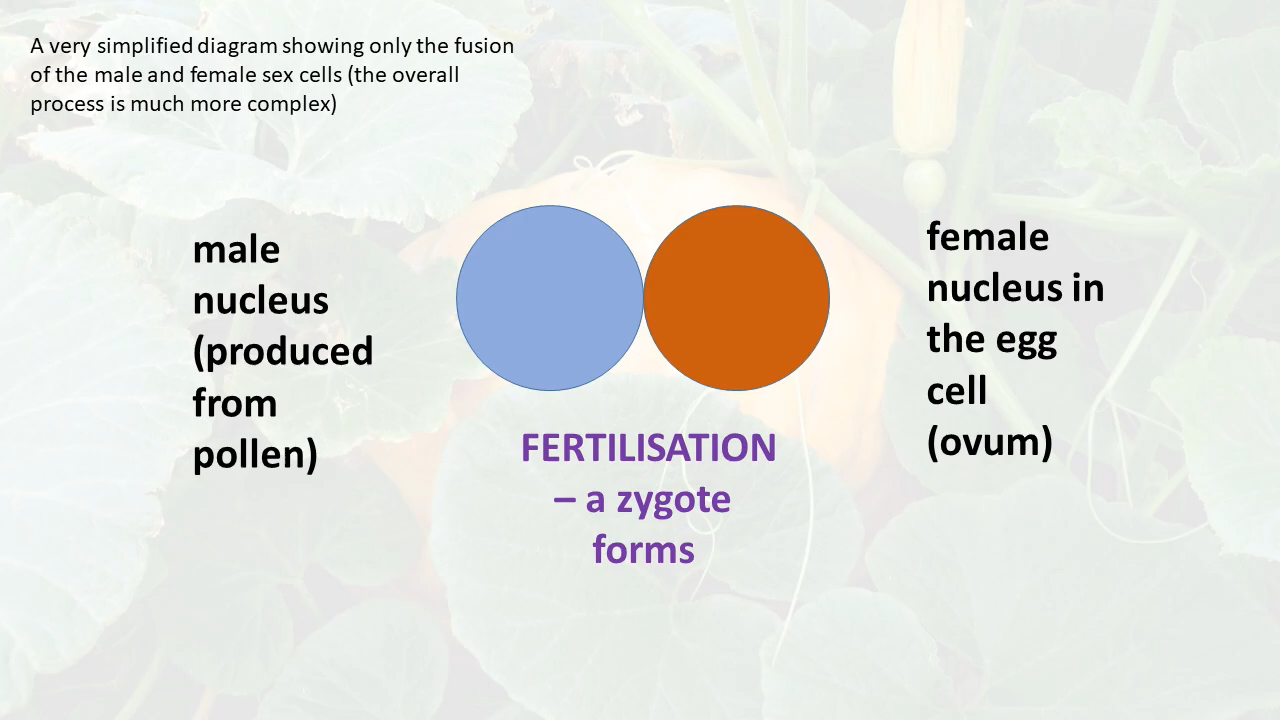 A very simplified diagram showing only the fusion
of the male and female sex cells (the overall
process is much more complex)
male
nucleus
(produced
from
pollen)
female
nucleus in
the egg
cell
(ovum)
FERTILISATION
– a zygote
forms